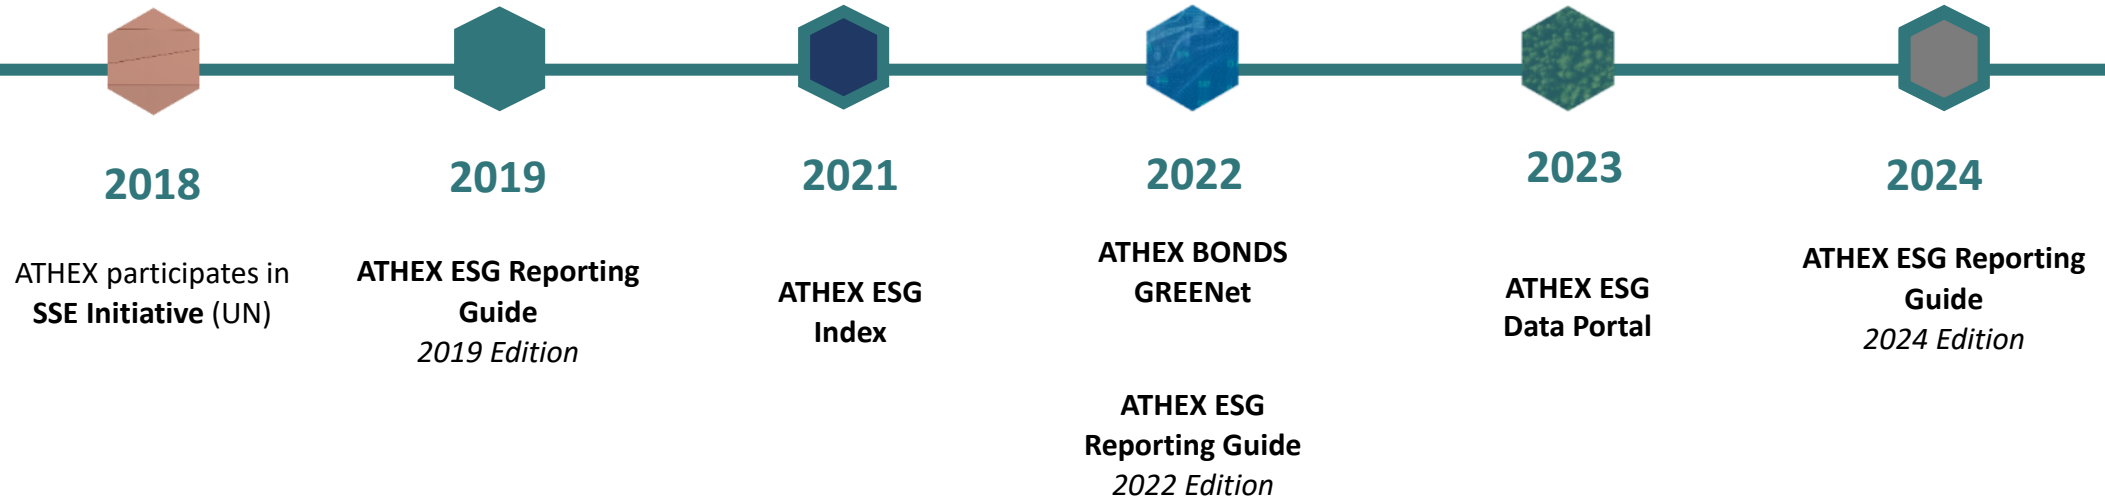 2018
ATHEX participates in
SSE Initiative (UN)
2019
ATHEX ESG Reporting
Guide
2019 Edition
2021
ATHEX ESG
Index
2022
ATHEX BONDS
GREENet
ATHEX ESG
Reporting Guide
2022 Edition
2023
ATHEX ESG
Data Portal
2024
ATHEX ESG Reporting
Guide
2024 Edition